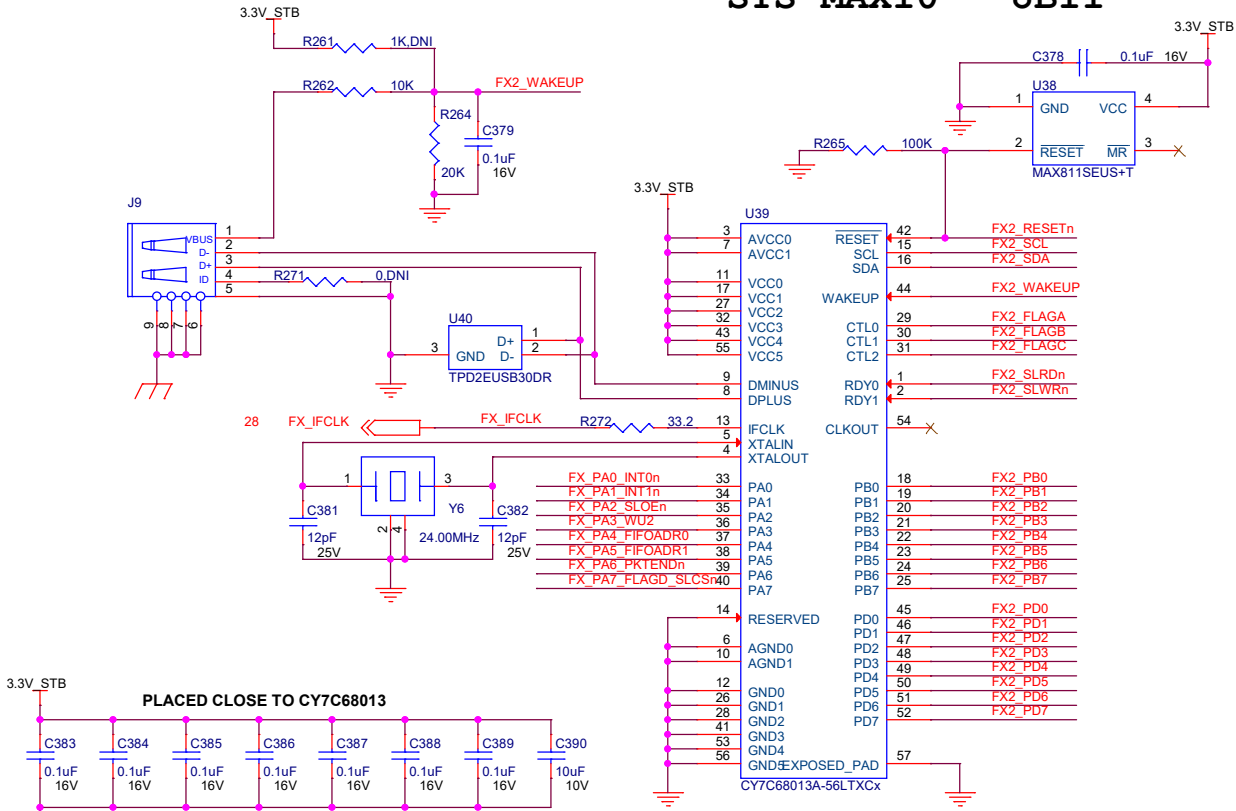 3.3V_STB
R261 1K,DNI
R262 10K FX2_WAKEUP
R264
20K
C379
0.1uF
16V
3.3V_STB
C378 0.1uF 16V
U38
1 GND VCC 4
2 RESET MR 3
MAX811SEUS+T
R265 100K
J9
VBUS 1
D- 2
D+ 3
ID 4
5
9 8 7 6
R271 0,DNI
U40
D+ 1
3 GND D- 2
TPD2EUSB30DR
28 FX_IFCLK FX_IFCLK R272 33.2
1 3
Y6
2 4
24.00MHz
C381
12pF
25V
C382
12pF
25V
3.3V_STB
U39
3 AVCC0 RESET 42 FX2_RESETn
7 AVCC1 SCL 15 FX2_SCL
SDA 16 FX2_SDA
11 VCC0
17 VCC1 WAKEUP 44 FX2_WAKEUP
27 VCC2
32 VCC3 CTL0 29 FX2_FLAGA
43 VCC4 CTL1 30 FX2_FLAGB
55 VCC5 CTL2 31 FX2_FLAGC
9 DMINUS RDY0 1 FX2_SLRDn
8 DPLUS RDY1 2 FX2_SLWRn
13 IFCLK CLKOUT 54
5 XTALIN
4 XTALOUT
FX_PA0_INT0n 33 PA0 PB0 18 FX2_PB0
FX_PA1_INT1n 34 PA1 PB1 19 FX2_PB1
FX_PA2_SLOEn 35 PA2 PB2 20 FX2_PB2
FX_PA3_WU2 36 PA3 PB3 21 FX2_PB3
FX_PA4_FIFOADR0 37 PA4 PB4 22 FX2_PB4
FX_PA5_FIFOADR1 38 PA5 PB5 23 FX2_PB5
FX_PA6_PKTENDn 39 PA6 PB6 24 FX2_PB6
FX_PA7_FLAGD_SLCSn 40 PA7 PB7 25 FX2_PB7
14 RESERVED PD0 45 FX2_PD0
PD1 46 FX2_PD1
6 AGND0 PD2 47 FX2_PD2
10 AGND1 PD3 48 FX2_PD3
PD4 49 FX2_PD4
12 GND0 PD5 50 FX2_PD5
26 GND1 PD6 51 FX2_PD6
28 GND2 PD7 52 FX2_PD7
41 GND3
53 GND4
56 GND5 EXPOSED_PAD 57
CY7C68013A-56LTXCx
3.3V_STB
PLACED CLOSE TO CY7C68013
C383 C384 C385 C386 C387 C388 C389 C390
0.1uF 0.1uF 0.1uF 0.1uF 0.1uF 0.1uF 0.1uF 10uF
16V 16V 16V 16V 16V 16V 16V 10V